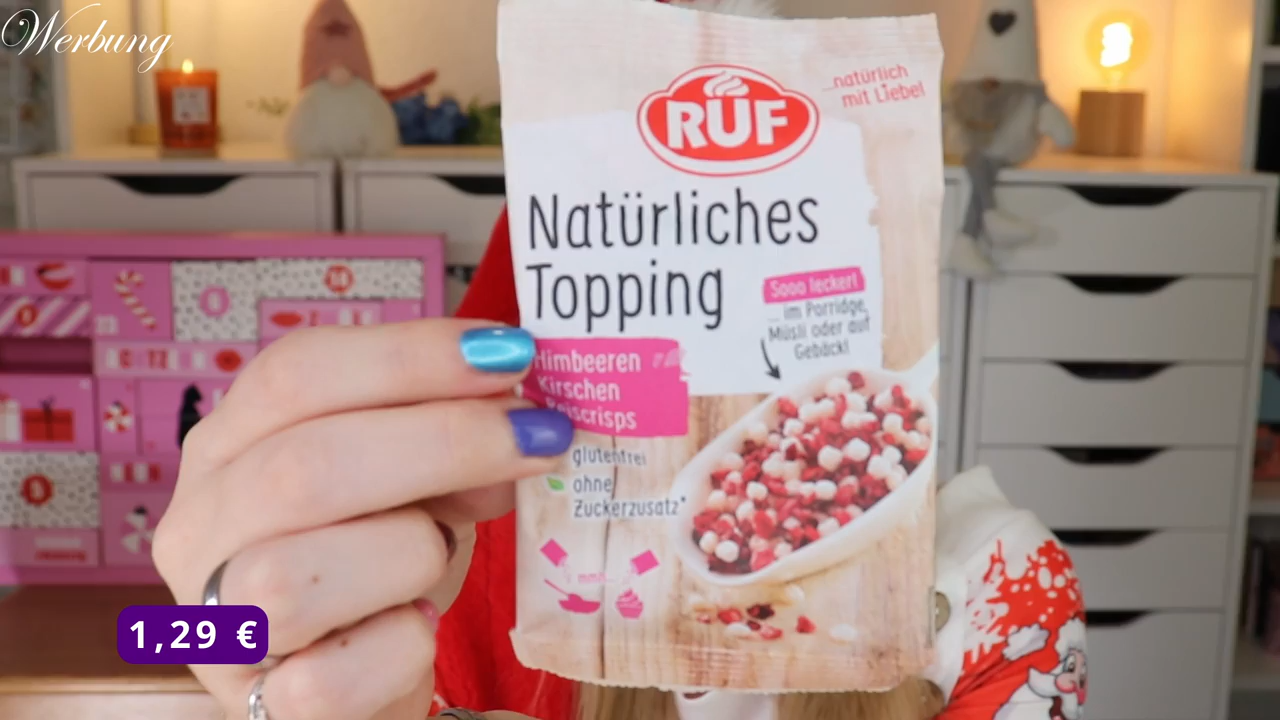 Werbung
RUF
...natürlich
mit Liebe!
Natürliches
Topping
Sooo lecker!
... im Porridge,
Müsli oder auf
Gebäck!
Himbeeren
Kirschen
Reiscrisps
glutenfrei
ohne
Zuckerzusatz*
mmh...
1,29 €